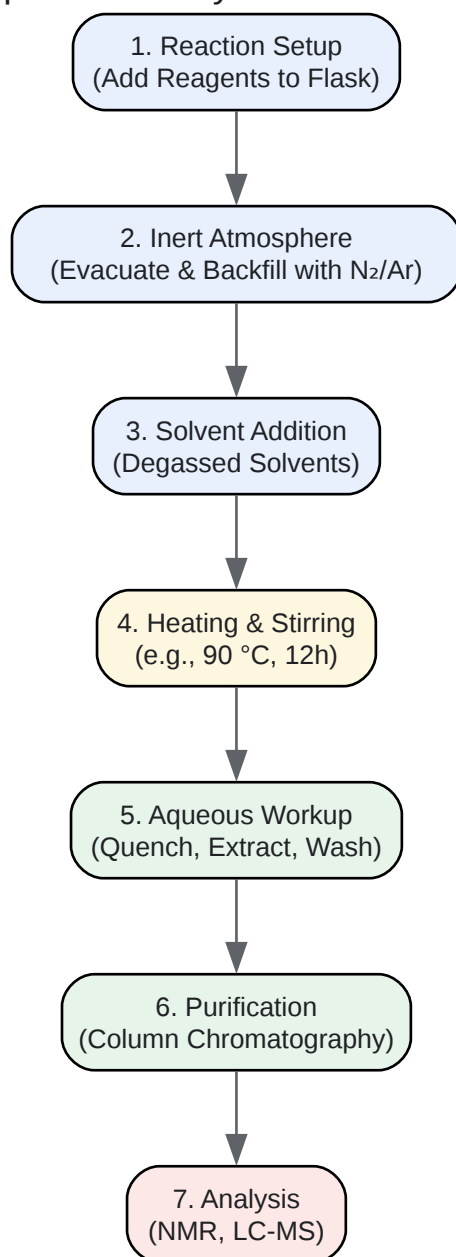 1. Reaction Setup
(Add Reagents to Flask)
2. Inert Atmosphere
(Evacuate & Backfill with N₂/Ar)
3. Solvent Addition
(Degassed Solvents)
4. Heating & Stirring
(e.g., 90 °C, 12h)
5. Aqueous Workup
(Quench, Extract, Wash)
6. Purification
(Column Chromatography)
7. Analysis
(NMR, LC-MS)